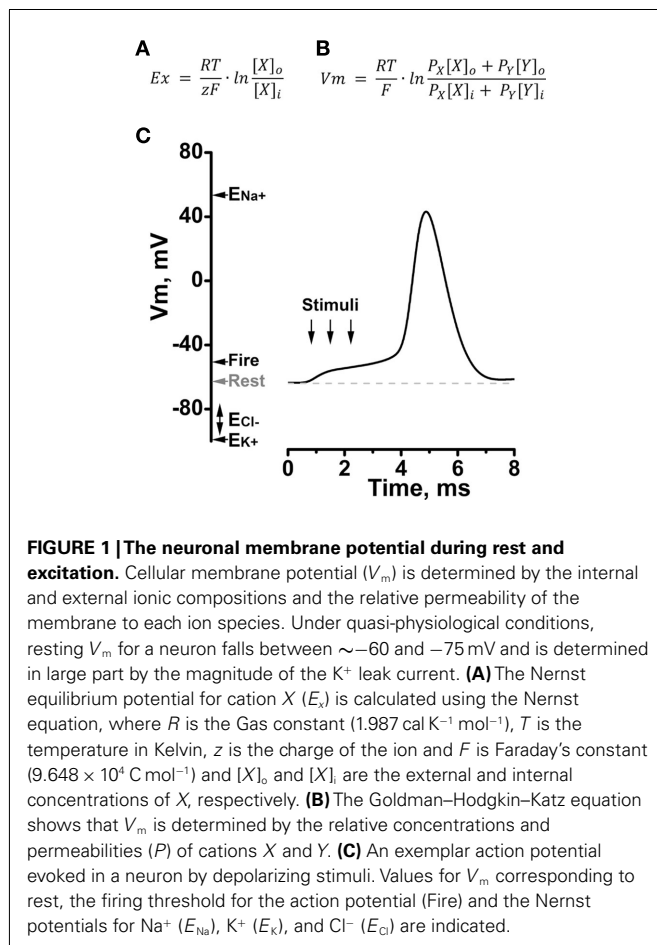 A
Ex = RT/zF · ln [X]o/[X]i
B
Vm = RT/F · ln PX[X]o + PY[Y]o/PX[X]i + PY[Y]i
C
Vm, mV
80
40
0
-40
-80
ENa+
Fire
Rest
ECl-
EK+
Stimuli
0 2 4 6 8
Time, ms
FIGURE 1 | The neuronal membrane potential during rest and
excitation. Cellular membrane potential (Vm) is determined by the internal
and external ionic compositions and the relative permeability of the
membrane to each ion species. Under quasi-physiological conditions,
resting Vm for a neuron falls between ∼−60 and −75 mV and is determined
in large part by the magnitude of the K+ leak current. (A) The Nernst
equilibrium potential for cation X (Ex) is calculated using the Nernst
equation, where R is the Gas constant (1.987 cal K−1 mol−1), T is the
temperature in Kelvin, z is the charge of the ion and F is Faraday's constant
(9.648 × 10⁴ C mol−1) and [X]o and [X]i are the external and internal
concentrations of X, respectively. (B) The Goldman–Hodgkin–Katz equation
shows that Vm is determined by the relative concentrations and
permeabilities (P) of cations X and Y. (C) An exemplar action potential
evoked in a neuron by depolarizing stimuli. Values for Vm corresponding to
rest, the firing threshold for the action potential (Fire) and the Nernst
potentials for Na+ (ENa), K+ (EK), and Cl− (ECl) are indicated.